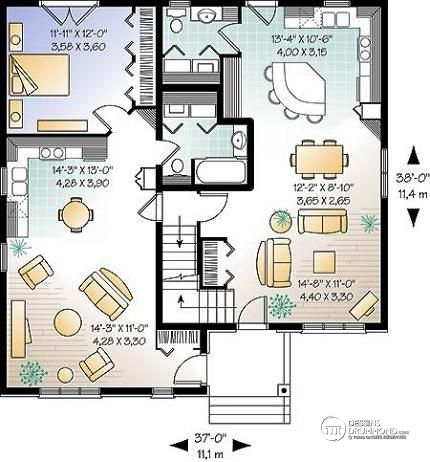 11'-11" X 12'-0"
3,58 X 3,60
13'-4" X 10'-6"
4,00 X 3,15
14'-3" X 13'-0"
4,28 X 3,90
12'-2" X 8'-10"
3,65 X 2,65
38'-0"
11,4 m
14'-8" X 11'-0"
4,40 X 3,30
14'-3" X 11'-0"
4,28 X 3,30
37'-0"
11,1 m
DESSINS
DRUMMOND.com